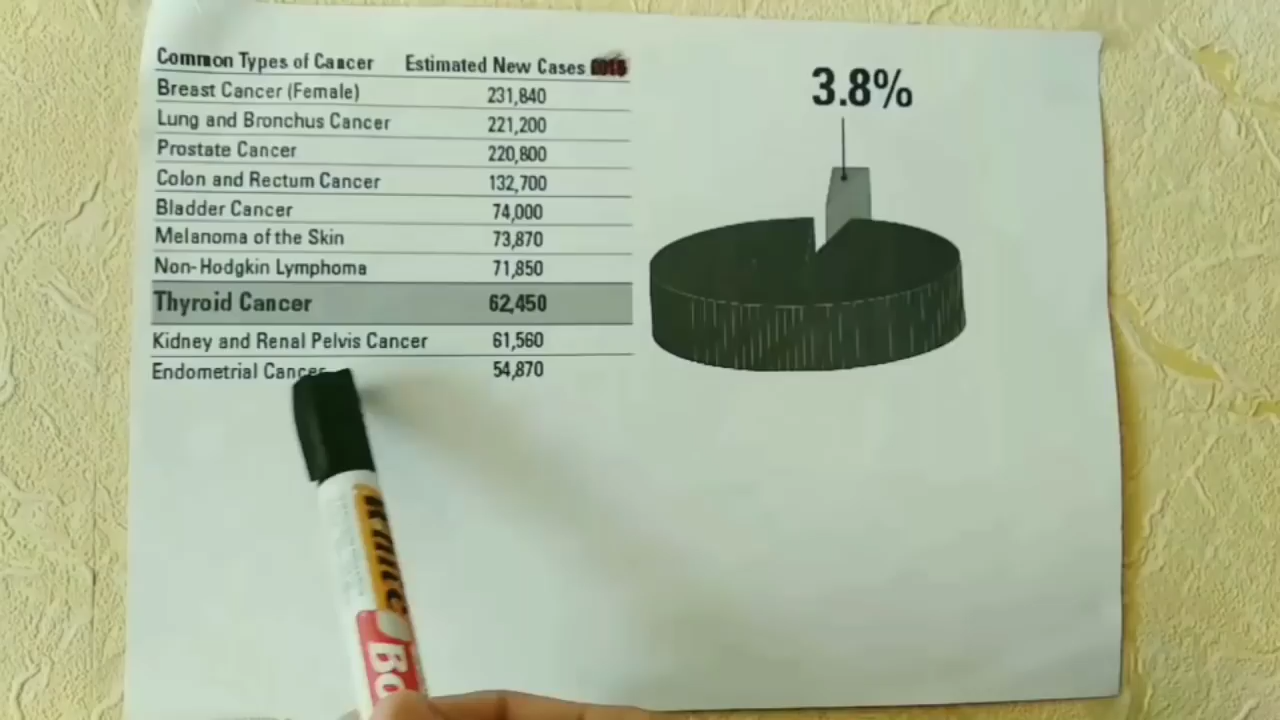 Common Types of Cancer Estimated New Cases
Breast Cancer (Female) 231,840
Lung and Bronchus Cancer 221,200
Prostate Cancer 220,800
Colon and Rectum Cancer 132,700
Bladder Cancer 74,000
Melanoma of the Skin 73,870
Non-Hodgkin Lymphoma 71,850
Thyroid Cancer 62,450
Kidney and Renal Pelvis Cancer 61,560
Endometrial Cancer 54,870
3.8%